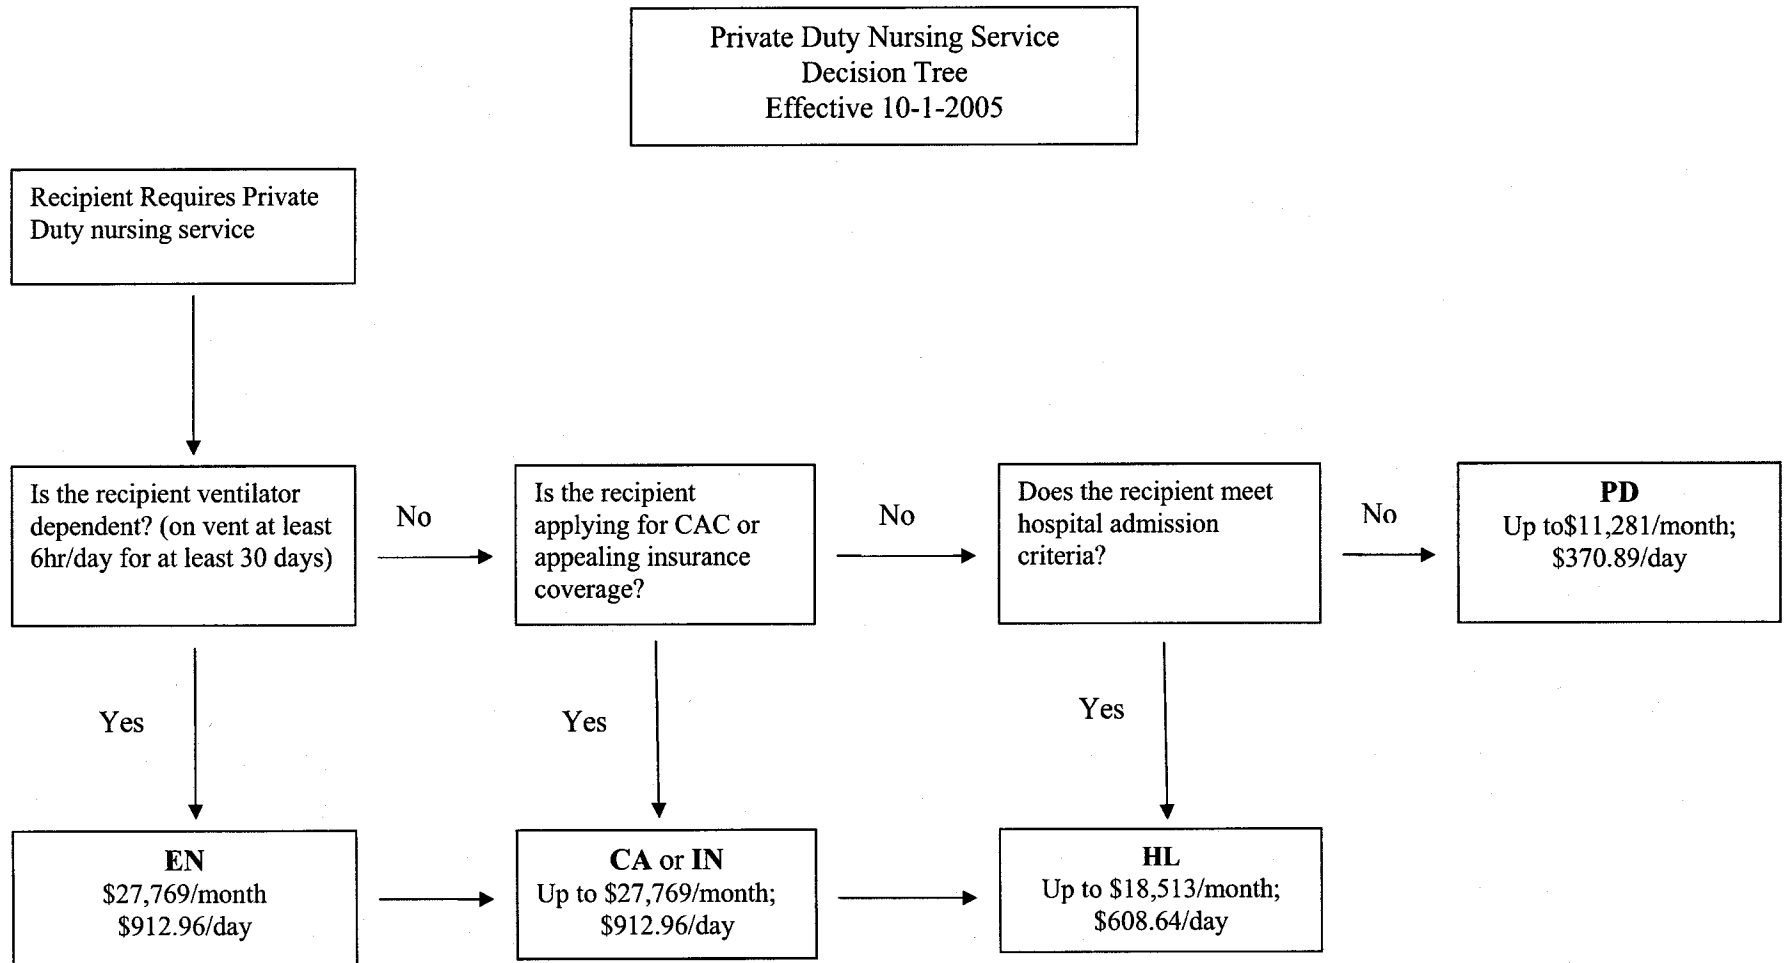 Private Duty Nursing Service
Decision Tree
Effective 10-1-2005
Recipient Requires Private
Duty nursing service
Is the recipient ventilator
dependent? (on vent at least
6hr/day for at least 30 days)
No
Is the recipient
applying for CAC or
appealing insurance
coverage?
No
Does the recipient meet
hospital admission
criteria?
No
PD
Up to$11,281/month;
$370.89/day
Yes
Yes
Yes
EN
$27,769/month
$912.96/day
CA or IN
Up to $27,769/month;
$912.96/day
HL
Up to $18,513/month;
$608.64/day